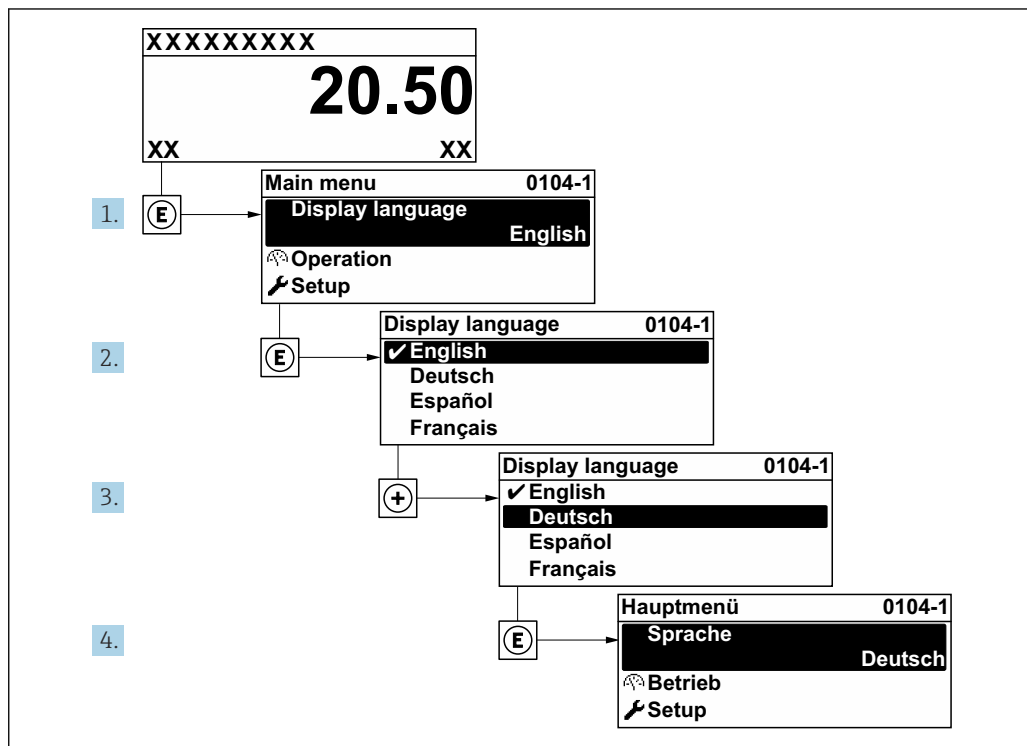 XXXXXXXXX
20.50
XX XX
1. E
Main menu 0104-1
Display language
English
Operation
Setup
2. E
Display language 0104-1
✔ English
Deutsch
Español
Français
3. +
Display language 0104-1
✔ English
Deutsch
Español
Français
4. E
Hauptmenü 0104-1
Sprache
Deutsch
Betrieb
Setup